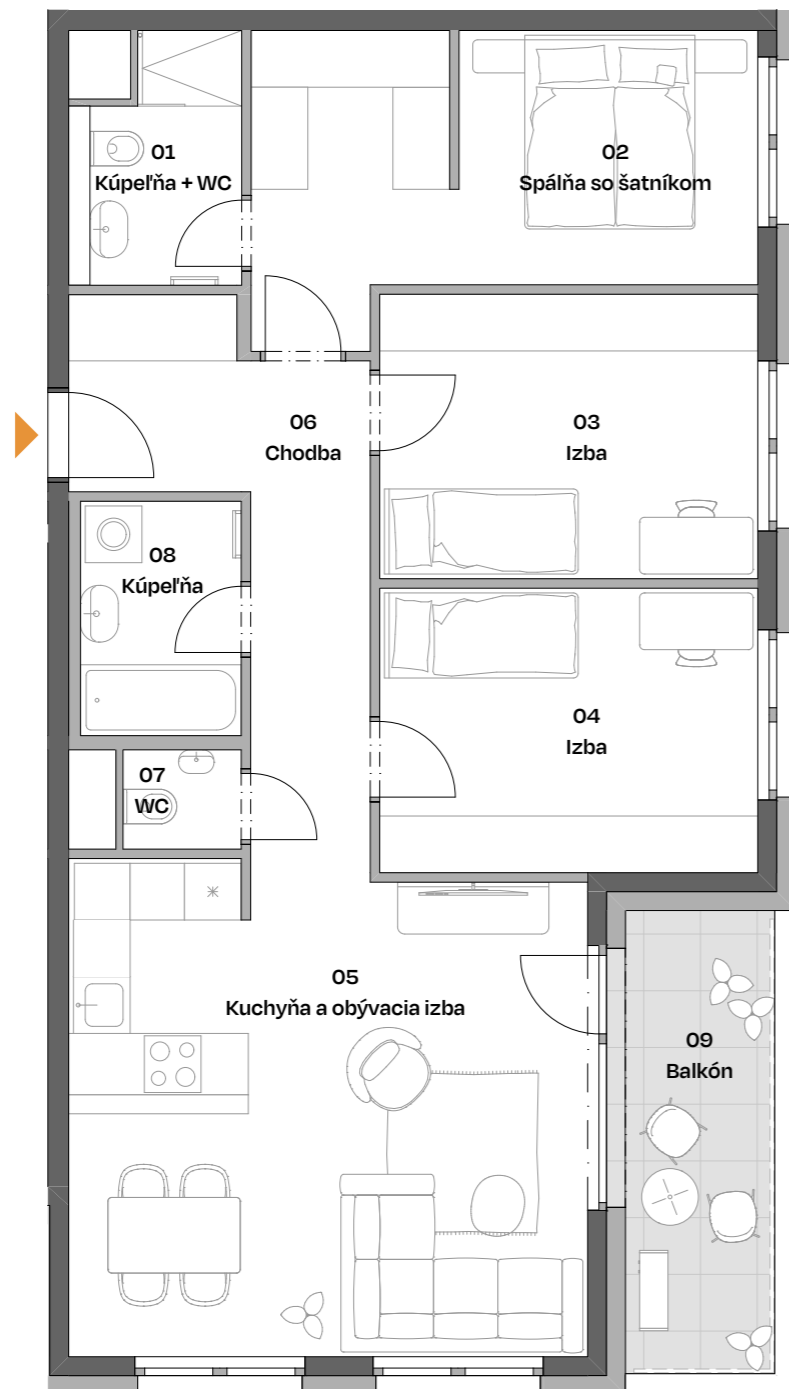 01
Kúpeľňa + WC
02
Spálňa so šatníkom
06
Chodba
03
Izba
08
Kúpeľňa
04
Izba
07
WC
05
Kuchyňa a obývacia izba
09
Balkón